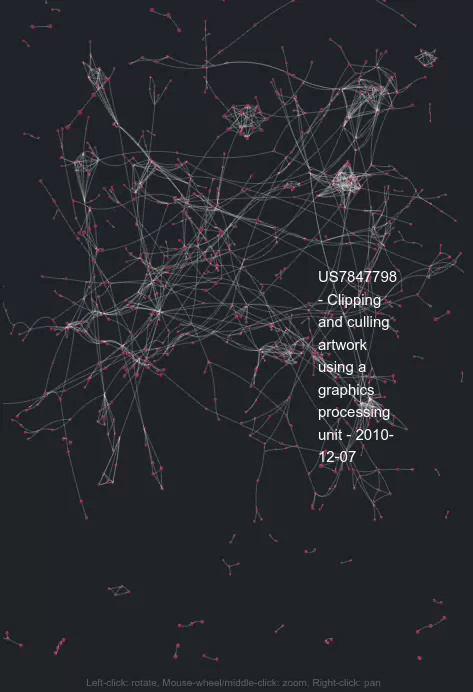 US7847798
- Clipping
and culling
artwork
using a
graphics
processing
unit - 2010-
12-07
Left-click: rotate, Mouse-wheel/middle-click: zoom. Right-click: pan